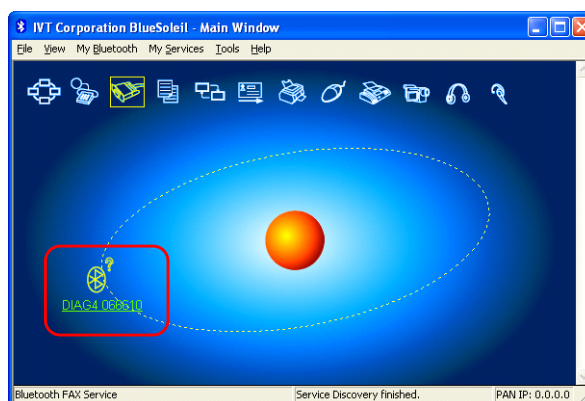 IVT Corporation BlueSoleil - Main Window
File View My Bluetooth My Services Tools Help
?
DIAG4 066610
Bluetooth FAX Service Service Discovery finished. PAN IP: 0.0.0.0